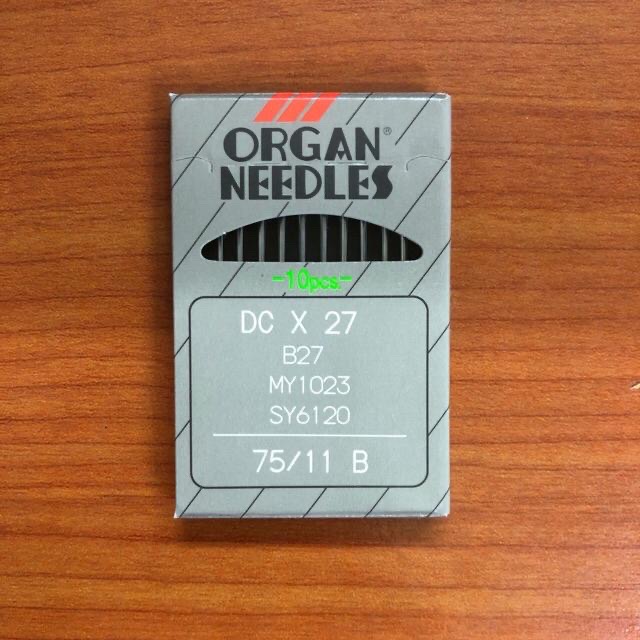 ORGAN®
NEEDLES
-10pcs.-
DC X 27
B27
MY1023
SY6120
75/11 B